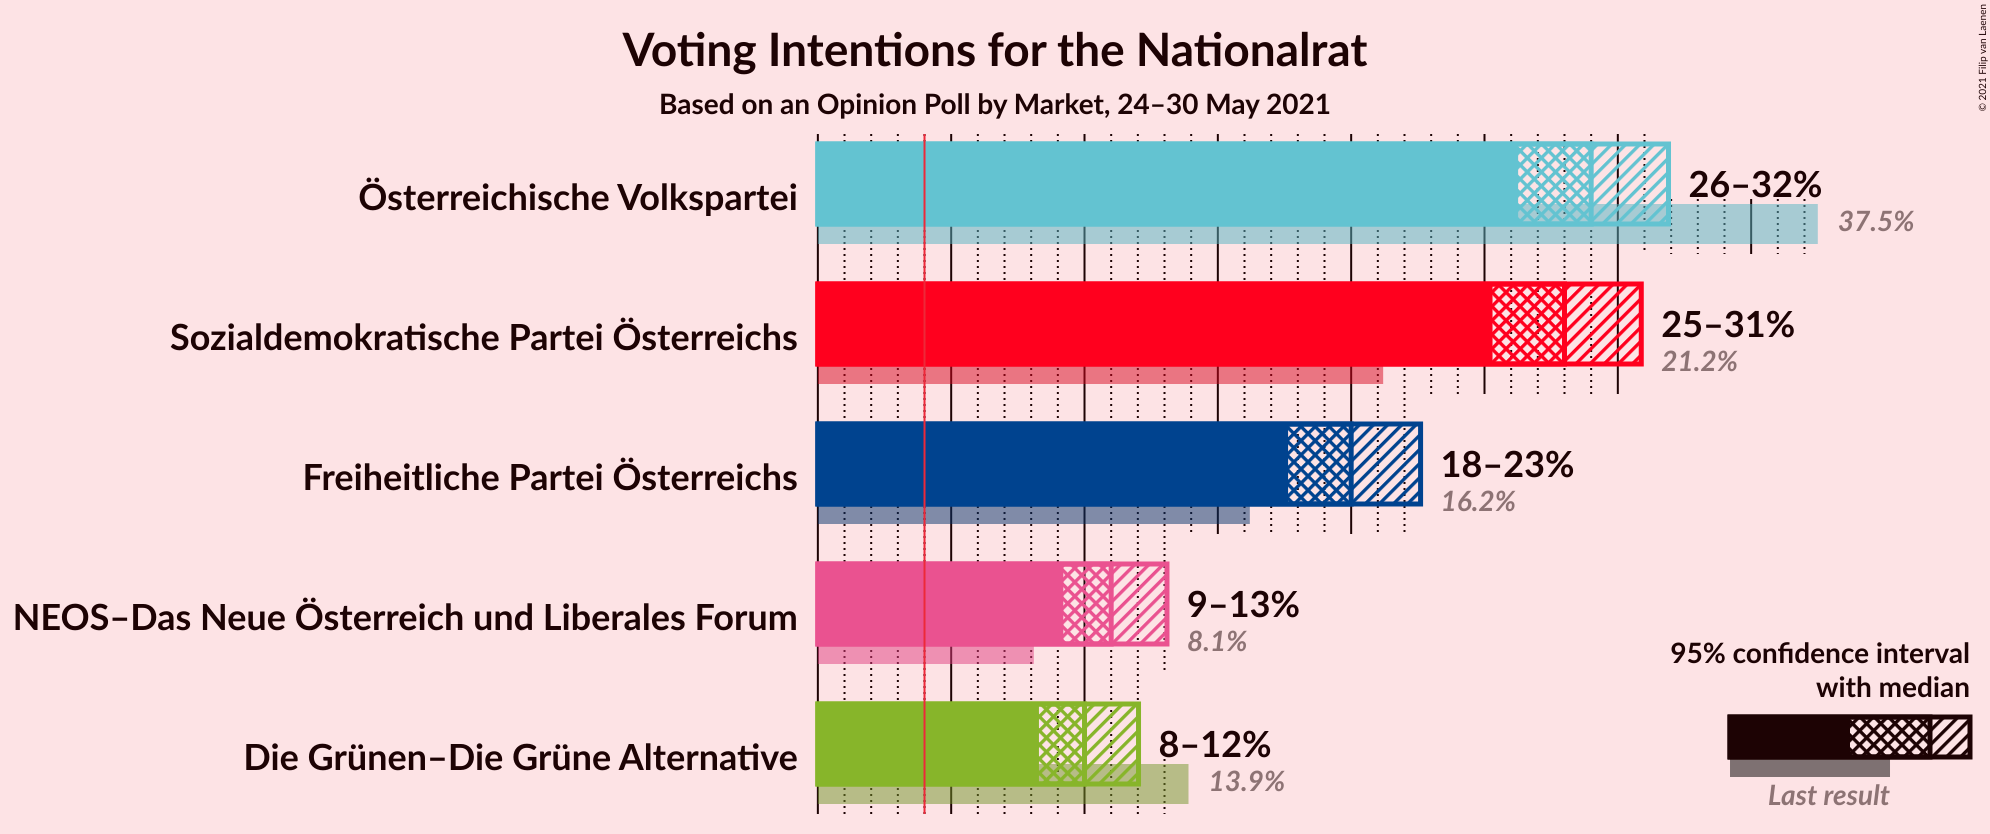 Voting Intentions for the Nationalrat
Based on an Opinion Poll by Market, 24–30 May 2021
© 2021 Filip van Laenen
Österreichische Volkspartei
26–32%
37.5%
Sozialdemokratische Partei Österreichs
25–31%
21.2%
Freiheitliche Partei Österreichs
18–23%
16.2%
NEOS–Das Neue Österreich und Liberales Forum
9–13%
8.1%
Die Grünen–Die Grüne Alternative
8–12%
13.9%
95% confidence interval
with median
Last result